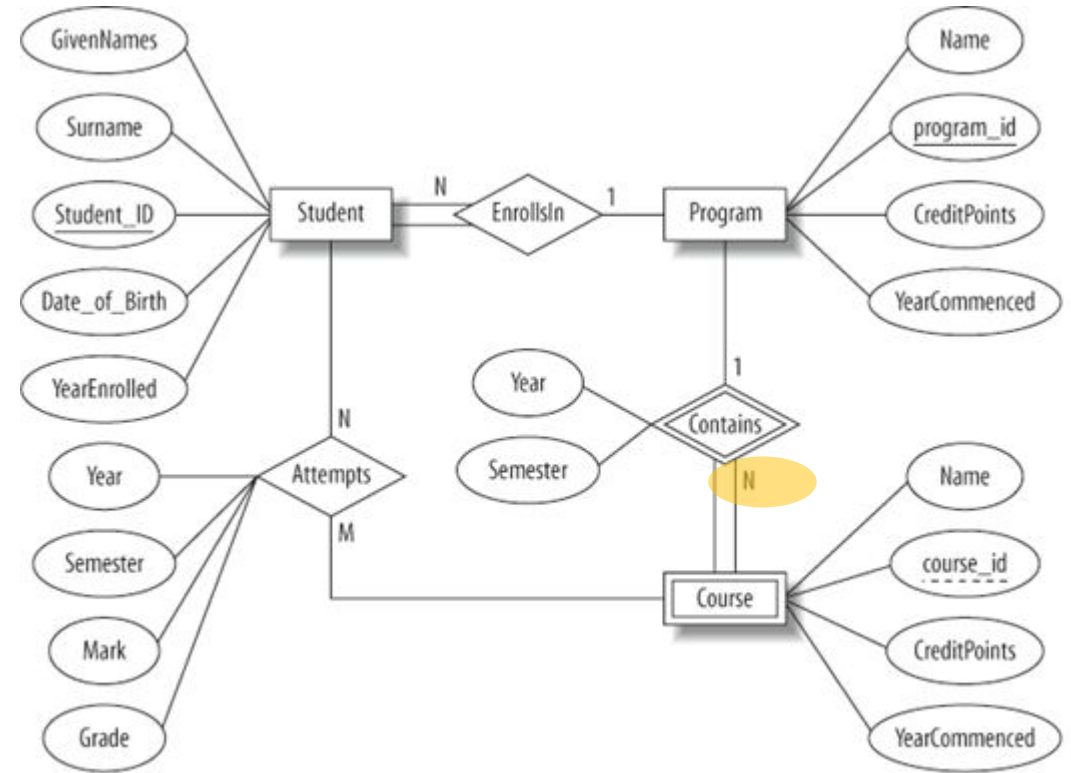 GivenNames
Surname
Student_ID
Date_of_Birth
YearEnrolled
Student
N
EnrollsIn
1
Program
Name
program_id
CreditPoints
YearCommenced
N
Attempts
M
Year
Semester
Mark
Grade
1
Year
Semester
Contains
N
Course
Name
course_id
CreditPoints
YearCommenced